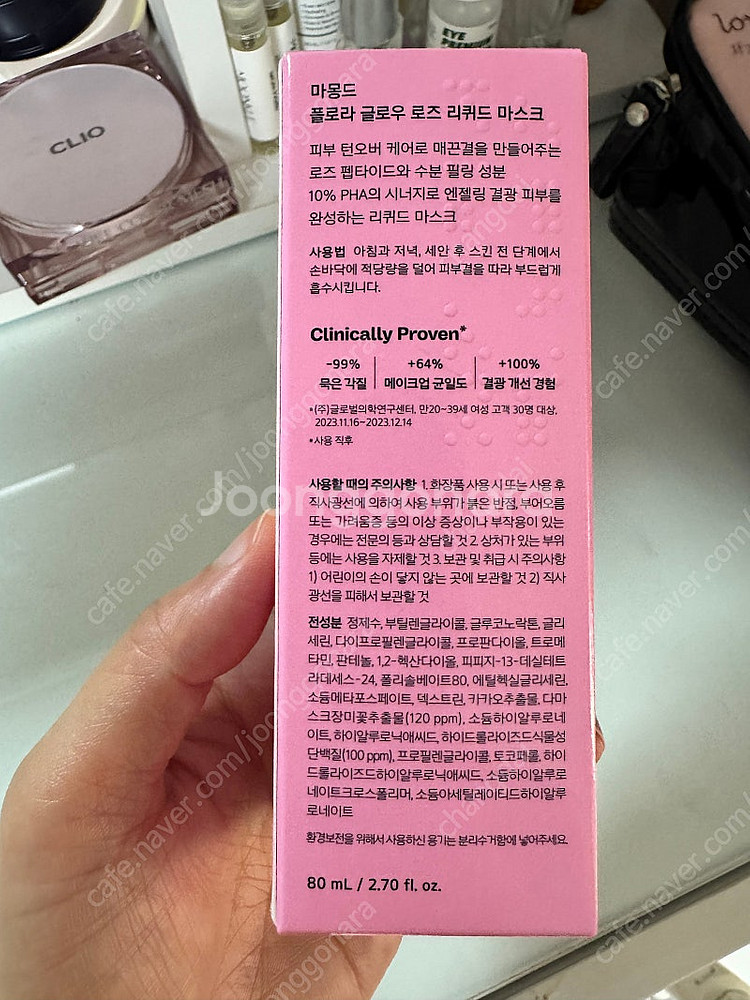 CLIO
EYE
마몽드
플로라 글로우 로즈 리퀴드 마스크
피부 턴오버 케어로 매끈결을 만들어주는
로즈 펩타이드와 수분 필링 성분
10% PHA의 시너지로 엔젤링 결광 피부를
완성하는 리퀴드 마스크
사용법 아침과 저녁, 세안 후 스킨 전 단계에서
손바닥에 적당량을 덜어 피부결을 따라 부드럽게
흡수시킵니다.
Clinically Proven*
-99% +64% +100%
묵은 각질 메이크업 균일도 결광 개선 경험
*(주)글로벌의학연구센터, 만20~39세 여성 고객 30명 대상,
2023.11.16~2023.12.14
*사용 직후
사용할 때의 주의사항 1. 화장품 사용 시 또는 사용 후
직사광선에 의하여 사용 부위가 붉은 반점, 부어오름
또는 가려움증 등의 이상 증상이나 부작용이 있는
경우에는 전문의 등과 상담할 것 2. 상처가 있는 부위
등에는 사용을 자제할 것 3. 보관 및 취급 시 주의사항
1) 어린이의 손이 닿지 않는 곳에 보관할 것 2) 직사
광선을 피해서 보관할 것
전성분 정제수, 부틸렌글라이콜, 글루코노락톤, 글리
세린, 다이프로필렌글라이콜, 프로판다이올, 트로메
타민, 판테놀, 1,2-헥산다이올, 피피지-13-데실테트
라데세스-24, 폴리솔베이트80, 에틸헥실글리세린,
소듐메타포스페이트, 덱스트린, 카카오추출물, 다마
스크장미꽃추출물(120 ppm), 소듐하이알루로네
이트, 하이알루로닉애씨드, 하이드롤라이즈드식물성
단백질(100 ppm), 프로필렌글라이콜, 토코페롤, 하이
드롤라이즈드하이알루로닉애씨드, 소듐하이알루로
네이트크로스폴리머, 소듐아세틸레이티드하이알루
로네이트
환경보전을 위해서 사용하신 용기는 분리수거함에 넣어주세요.
80 mL / 2.70 fl. oz.
Joonggonara
cafe.naver.com/joonggonara